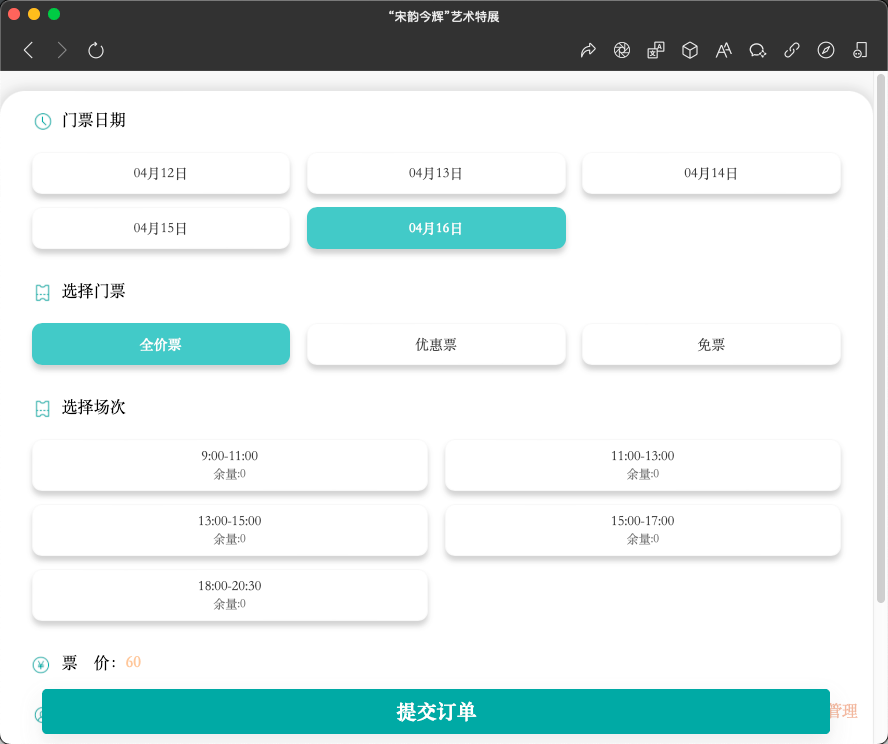 “宋韵今辉”艺术特展
门票日期
04月12日
04月13日
04月14日
04月15日
04月16日
选择门票
全价票
优惠票
免票
选择场次
9:00-11:00
余量:0
11:00-13:00
余量:0
13:00-15:00
余量:0
15:00-17:00
余量:0
18:00-20:30
余量:0
票 价: 60
管理
提交订单